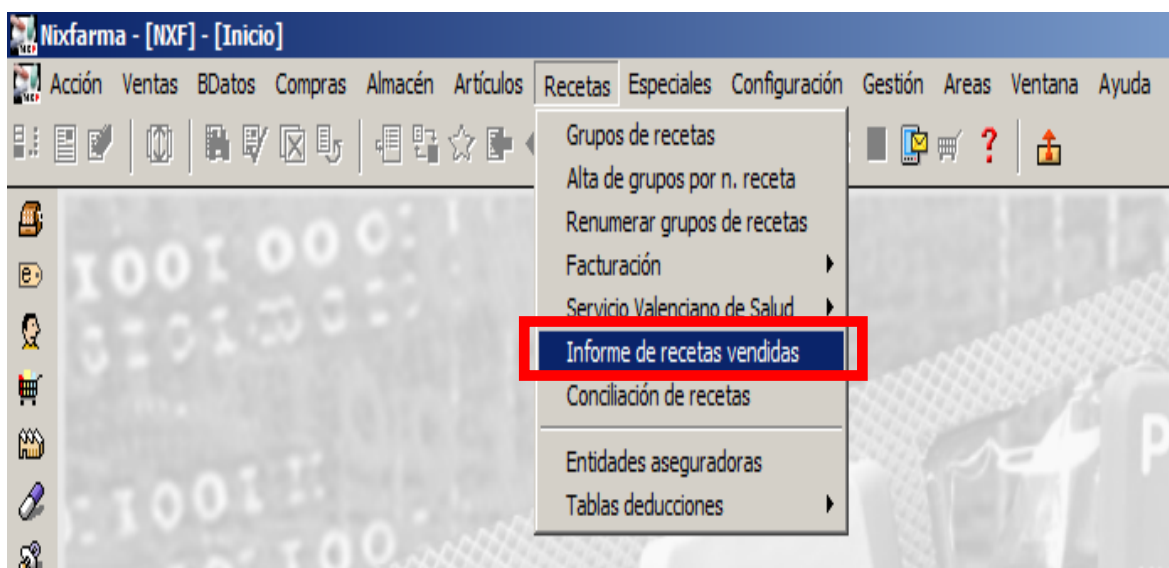 Nixfarma - [NXF] - [Inicio]
Acción Ventas BDatos Compras Almacén Artículos Recetas Especiales Configuración Gestión Areas Ventana Ayuda
Grupos de recetas
Alta de grupos por n. receta
Renumerar grupos de recetas
Facturación
Servicio Valenciano de Salud
Informe de recetas vendidas
Conciliación de recetas
Entidades aseguradoras
Tablas deducciones